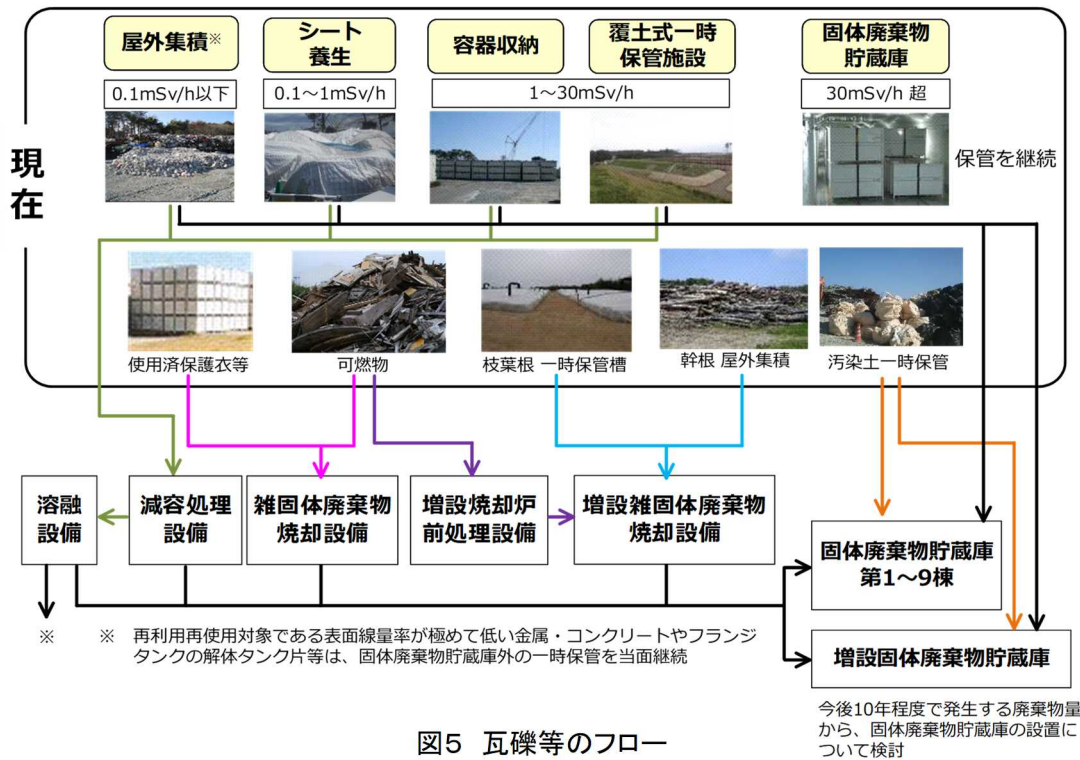 現在
屋外集積※
シート
養生
容器収納
覆土式一時
保管施設
固体廃棄物
貯蔵庫
0.1mSv/h以下
0.1～1mSv/h
1～30mSv/h
30mSv/h 超
保管を継続
使用済保護衣等
可燃物
枝葉根 一時保管槽
幹根 屋外集積
汚染土一時保管
溶融
設備
減容処理
設備
雑固体廃棄物
焼却設備
増設焼却炉
前処理設備
増設雑固体廃棄物
焼却設備
固体廃棄物貯蔵庫
第1～9棟
増設固体廃棄物貯蔵庫
※
※ 再利用再使用対象である表面線量率が極めて低い金属・コンクリートやフランジ
タンクの解体タンク片等は、固体廃棄物貯蔵庫外の一時保管を当面継続
今後10年程度で発生する廃棄物量
から、固体廃棄物貯蔵庫の設置に
ついて検討
図５ 瓦礫等のフロー